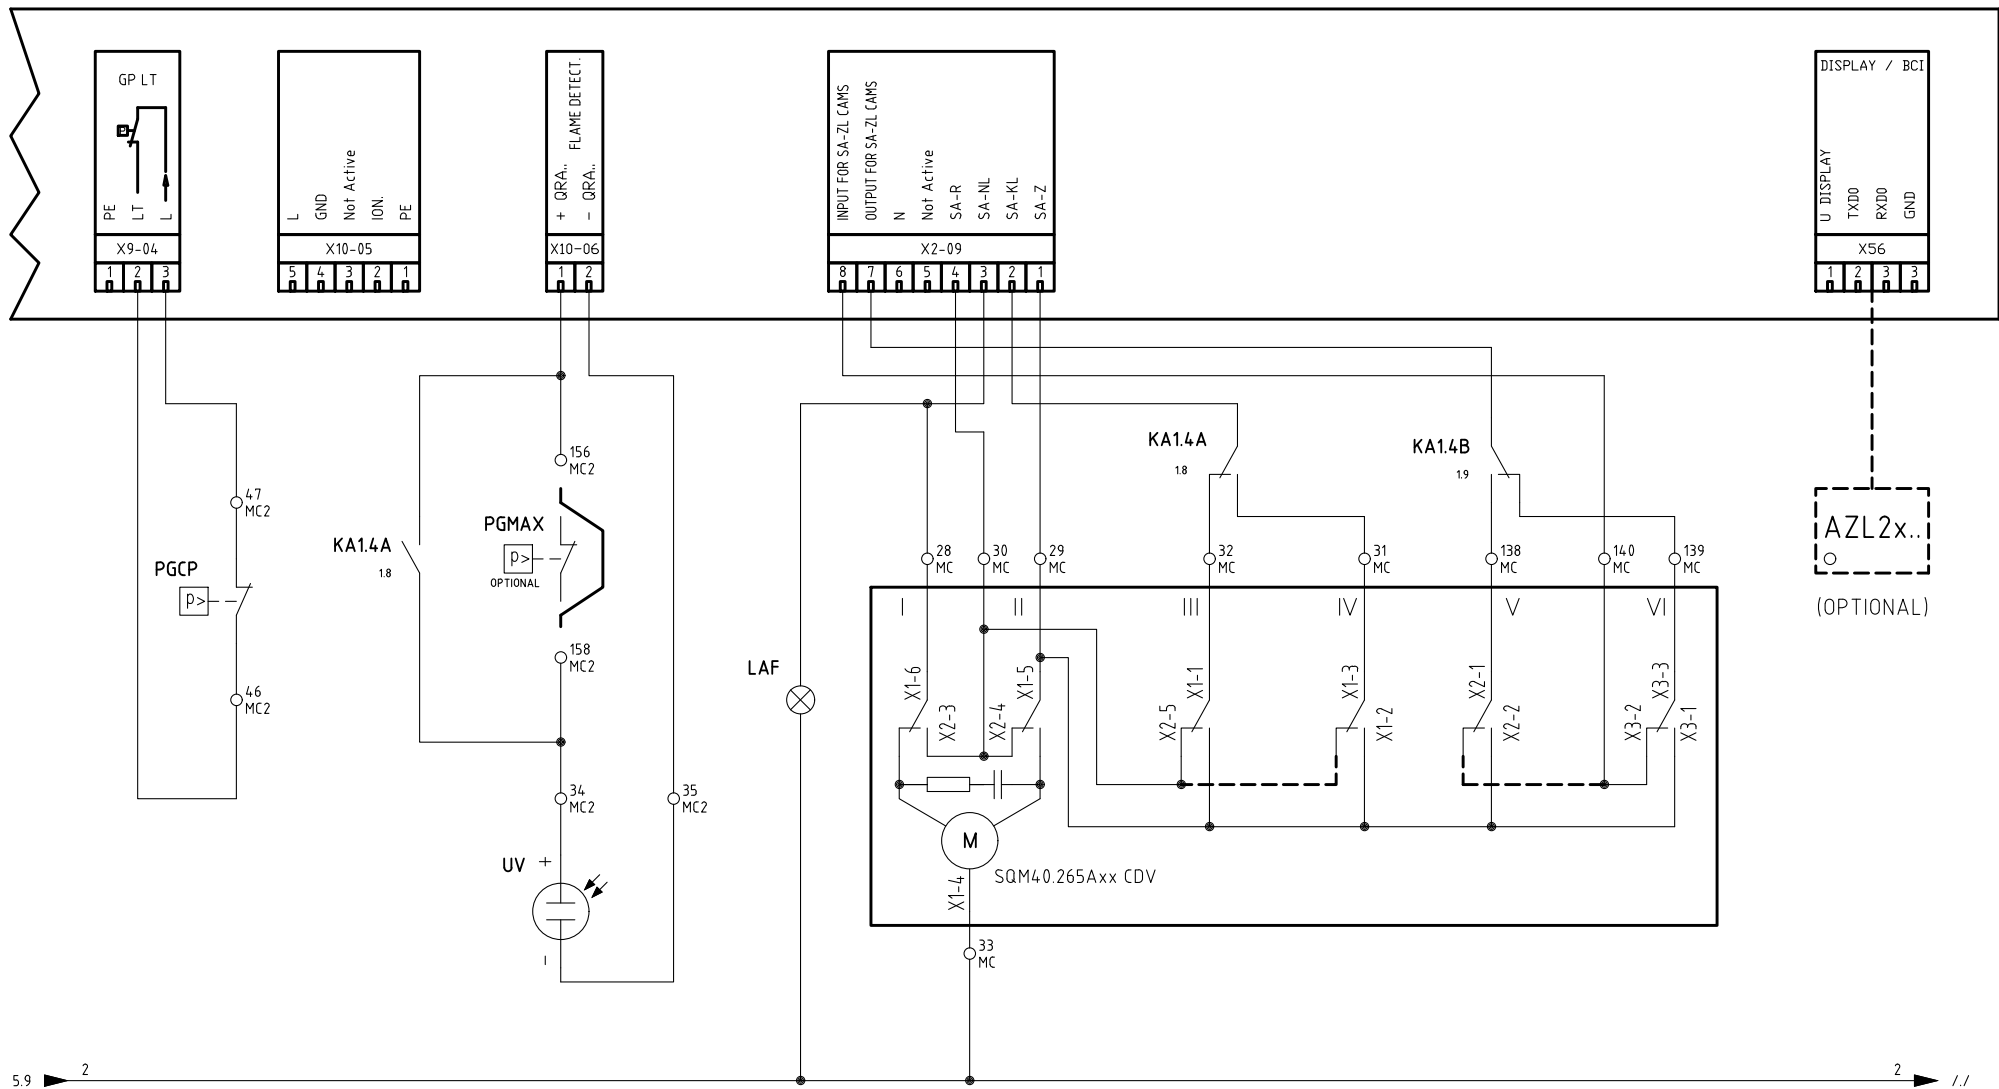 GP LT
P
PE
LT
L
X9-04
1 2 3
L
GND
Not Active
ION.
PE
X10-05
5 4 3 2 1
+ QRA..
- QRA..
FLAME DETECT.
X10-06
1 2
INPUT FOR SA-ZL CAMS
OUTPUT FOR SA-ZL CAMS
N
Not Active
SA-R
SA-NL
SA-KL
SA-Z
X2-09
8 7 6 5 4 3 2 1
DISPLAY / BCI
U DISPLAY
TXD0
RXD0
GND
X56
1 2 3 3
47
MC2
PGCP
P>
46
MC2
KA1.4A
1.8
156
MC2
PGMAX
P>
OPTIONAL
158
MC2
34
MC2
35
MC2
UV
+
-
LAF
KA1.4A
1.8
KA1.4B
1.9
28
MC
30
MC
29
MC
32
MC
31
MC
138
MC
140
MC
139
MC
I
II
III
IV
V
VI
X1-6
X2-3
X2-4
X1-5
X2-5
X1-1
X1-3
X1-2
X2-1
X2-2
X3-2
X3-3
X3-1
M
SQM40.265Axx CDV
X1-4
33
MC
AZL2x..
(OPTIONAL)
5.9
2
2
/./